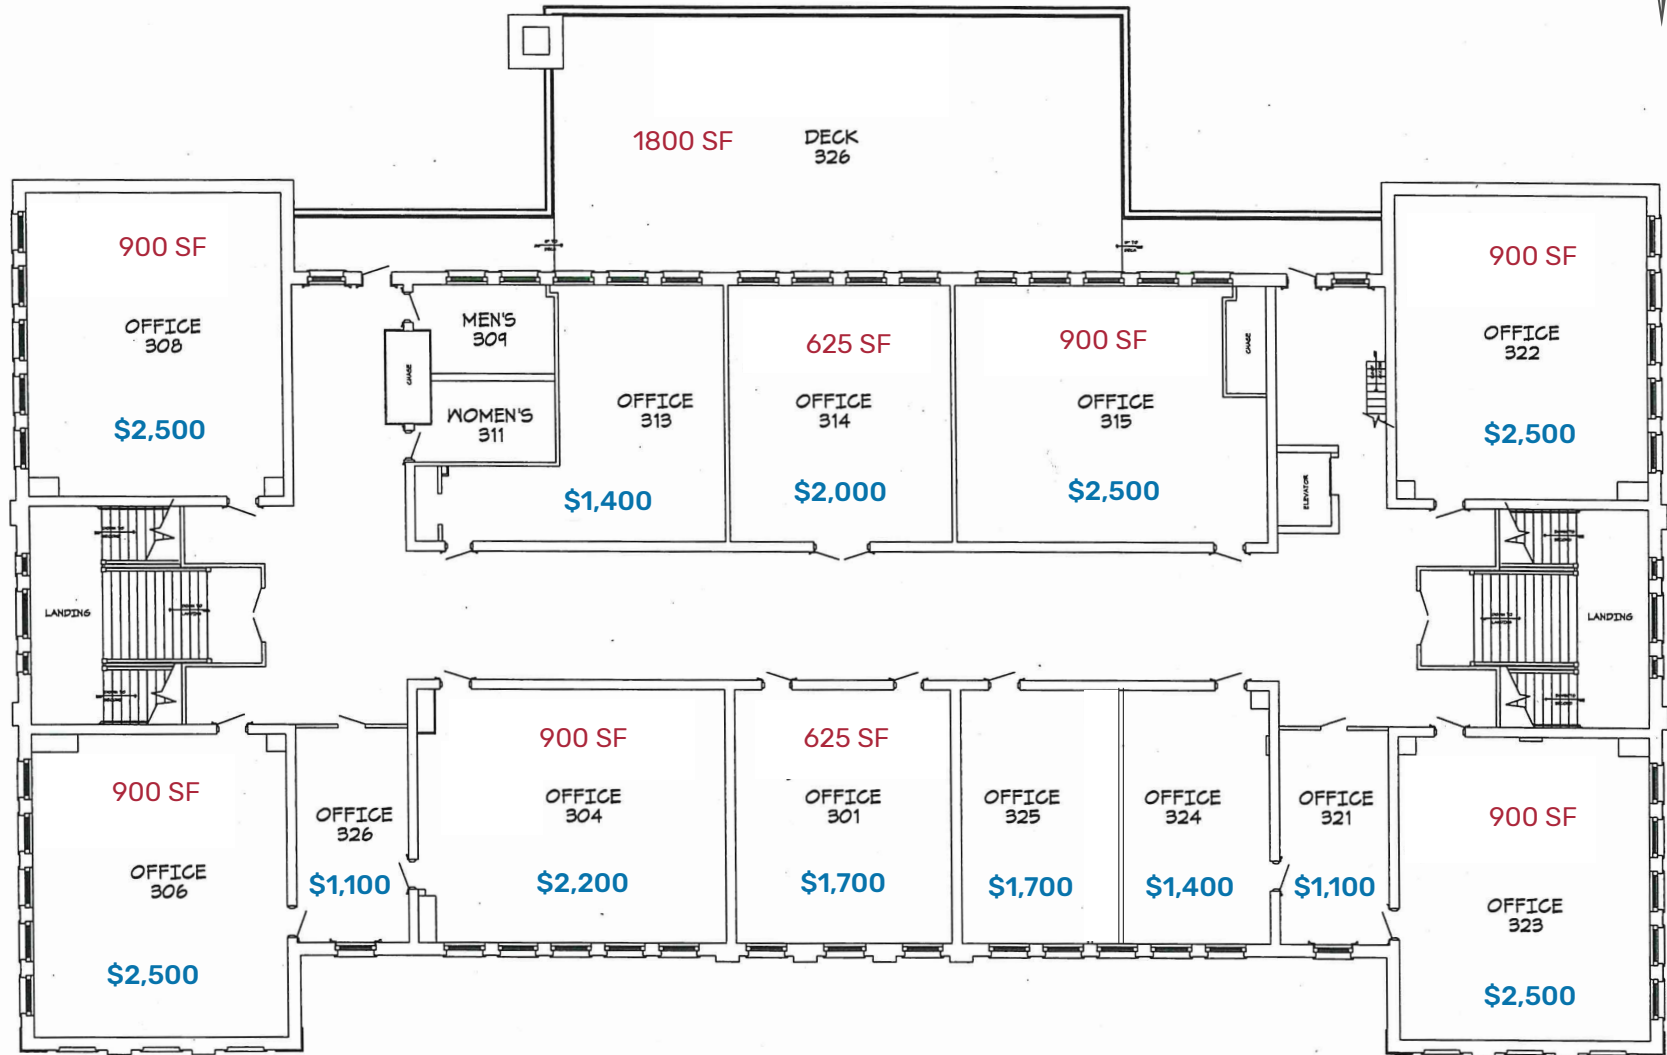 1800 SF
DECK
326
900 SF
OFFICE
308
$2,500
MEN'S
309
CHASE
WOMEN'S
311
OFFICE
313
$1,400
625 SF
OFFICE
314
$2,000
900 SF
OFFICE
315
$2,500
CHASE
ELEVATOR
900 SF
OFFICE
322
$2,500
LANDING
LANDING
900 SF
OFFICE
306
$2,500
OFFICE
326
$1,100
900 SF
OFFICE
304
$2,200
625 SF
OFFICE
301
$1,700
OFFICE
325
$1,700
OFFICE
324
$1,400
OFFICE
321
$1,100
900 SF
OFFICE
323
$2,500